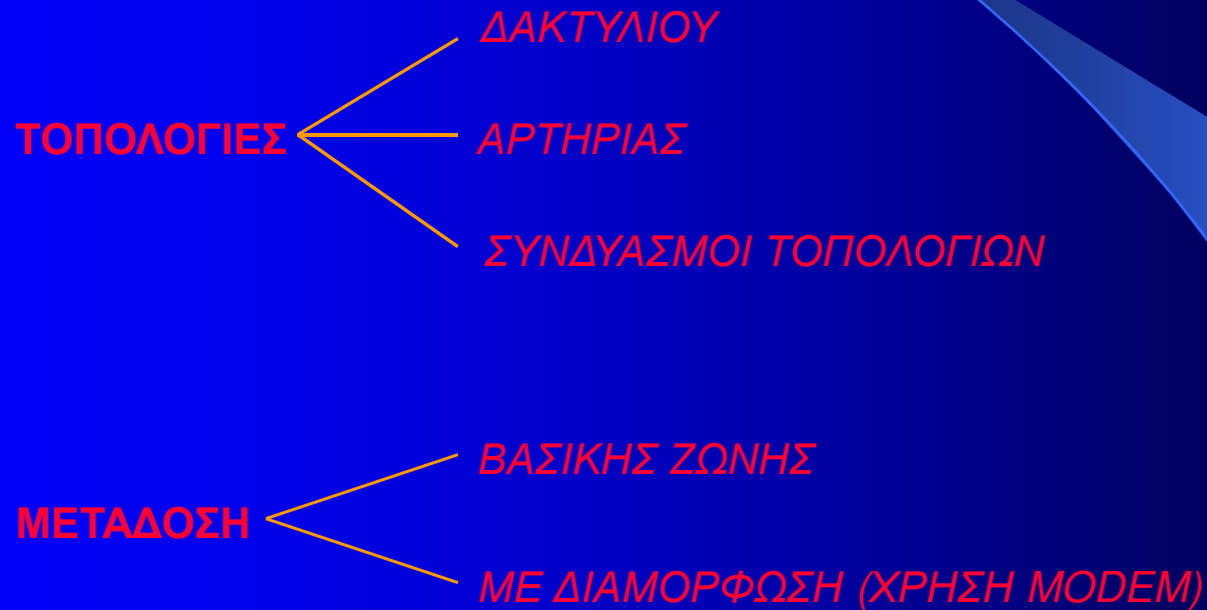 ΔΑΚΤΥΛΙΟΥ
ΤΟΠΟΛΟΓΙΕΣ
ΑΡΤΗΡΙΑΣ
ΣΥΝΔΥΑΣΜΟΙ ΤΟΠΟΛΟΓΙΩΝ
ΒΑΣΙΚΗΣ ΖΩΝΗΣ
ΜΕΤΑΔΟΣΗ
ΜΕ ΔΙΑΜΟΡΦΩΣΗ (ΧΡΗΣΗ MODEM)